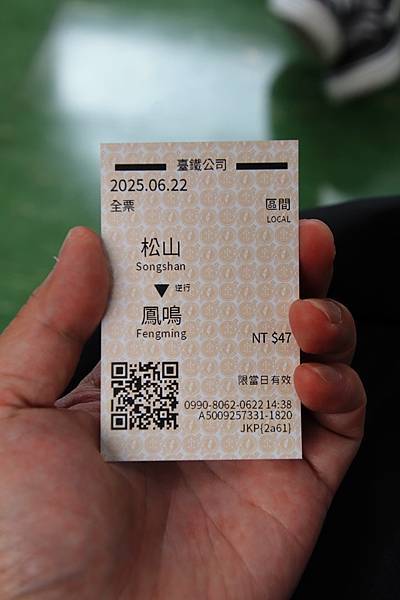 臺鐵公司
2025.06.22
全票 區間
LOCAL
松山
Songshan
▼ 逆行
鳳鳴
Fengming
NT $47
限當日有效
0990-8062-0622 14:38
A5009257331-1820
JKP{2a61}